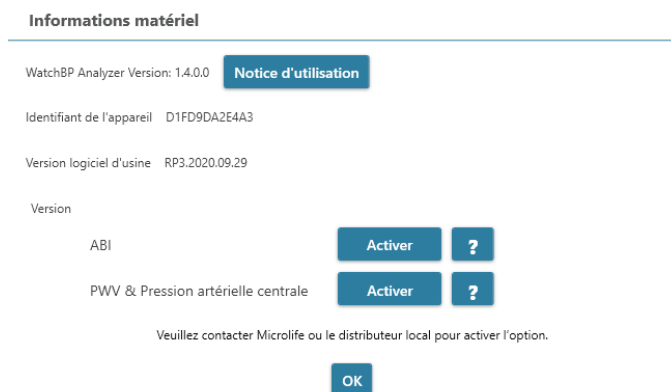 Informations matériel
WatchBP Analyzer Version: 1.4.0.0 Notice d'utilisation
Identifiant de l'appareil D1FD9DA2E4A3
Version logiciel d'usine RP3.2020.09.29
Version
ABI Activer ?
PWV & Pression artérielle centrale Activer ?
Veuillez contacter Microlife ou le distributeur local pour activer l'option.
OK